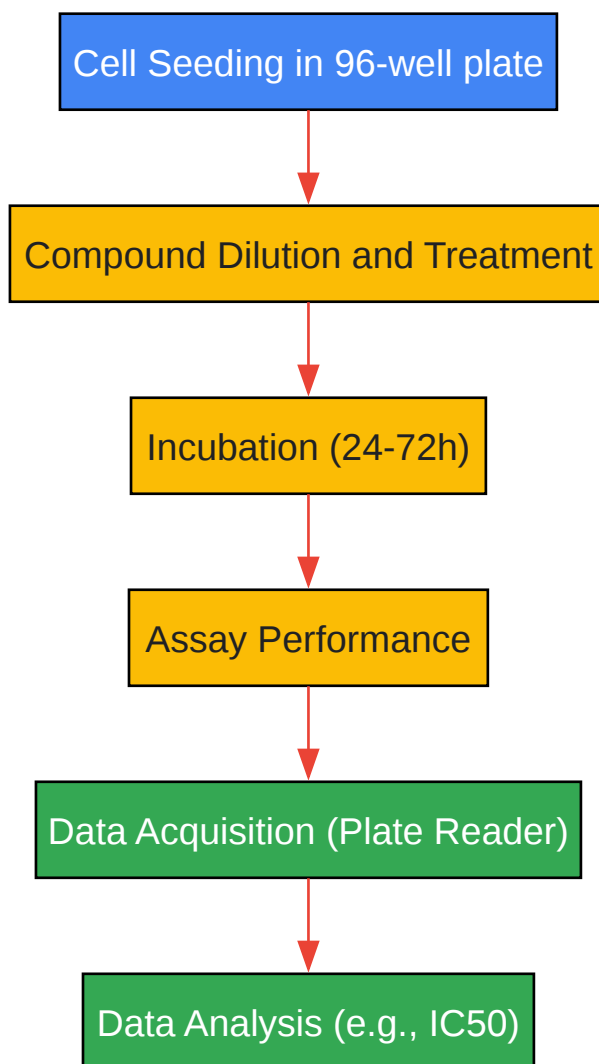 Cell Seeding in 96-well plate
Compound Dilution and Treatment
Incubation (24-72h)
Assay Performance
Data Acquisition (Plate Reader)
Data Analysis (e.g., IC50)